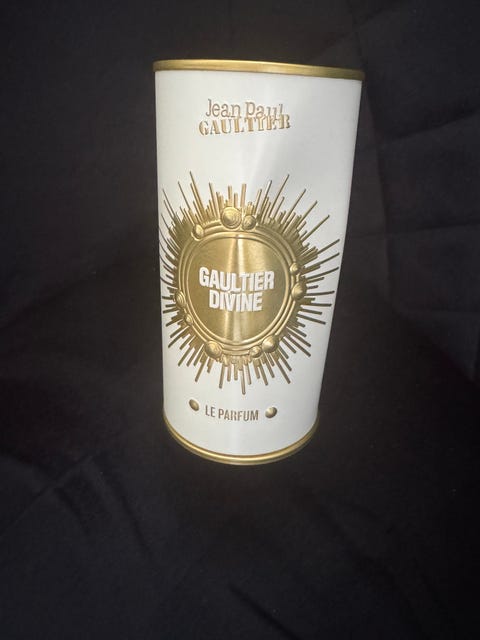 Jean Paul
GAULTIER
GAULTIER
DIVINE
LE PARFUM